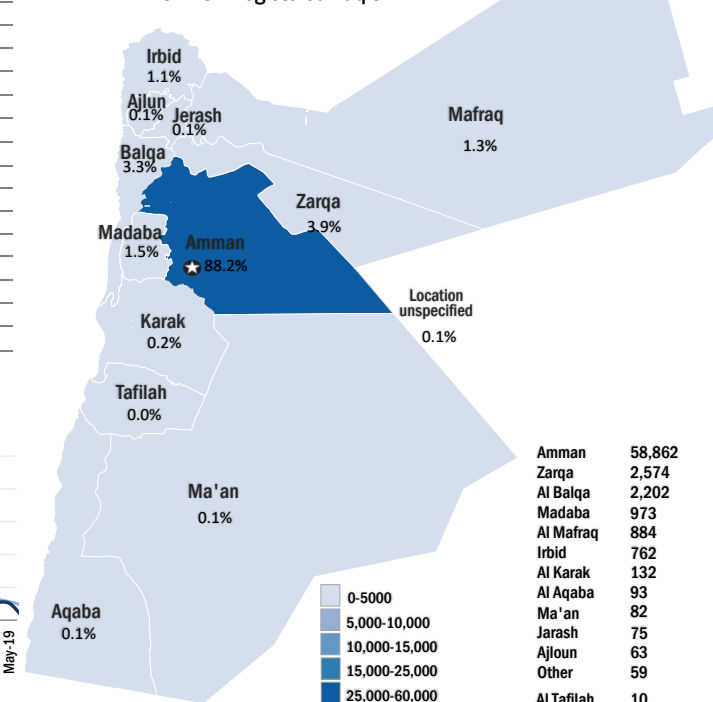 Irbid
1.1%
Ajlun
0.1%
Jerash
0.1%
Mafraq
1.3%
Balqa
3.3%
Zarqa
3.9%
Madaba
1.5%
Amman
88.2%
Location
unspecified
0.1%
Karak
0.2%
Tafilah
0.0%
Ma'an
0.1%
Aqaba
0.1%
May-19
0-5000
5,000-10,000
10,000-15,000
15,000-25,000
25,000-60,000
Amman 58,862
Zarqa 2,574
Al Balqa 2,202
Madaba 973
Al Mafraq 884
Irbid 762
Al Karak 132
Al Aqaba 93
Ma'an 82
Jarash 75
Ajloun 63
Other 59
Al Tafilah 10